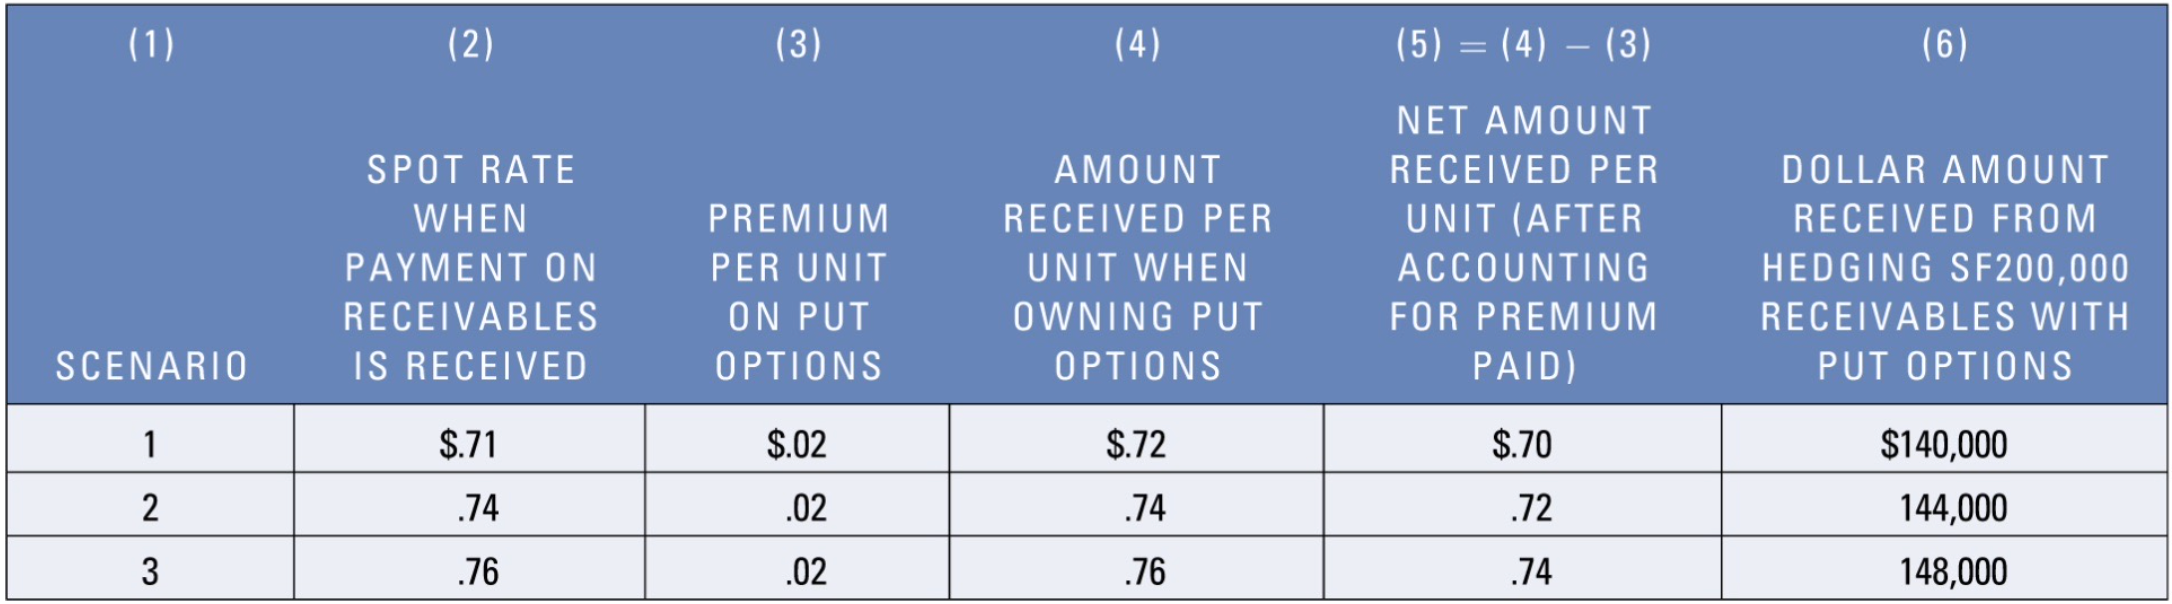 (1) (2) (3) (4) (5) = (4) − (3) (6)
SCENARIO
SPOT RATE
WHEN
PAYMENT ON
RECEIVABLES
IS RECEIVED
PREMIUM
PER UNIT
ON PUT
OPTIONS
AMOUNT
RECEIVED PER
UNIT WHEN
OWNING PUT
OPTIONS
NET AMOUNT
RECEIVED PER
UNIT (AFTER
ACCOUNTING
FOR PREMIUM
PAID)
DOLLAR AMOUNT
RECEIVED FROM
HEDGING SF200,000
RECEIVABLES WITH
PUT OPTIONS
1 $.71 $.02 $.72 $.70 $140,000
2 .74 .02 .74 .72 144,000
3 .76 .02 .76 .74 148,000